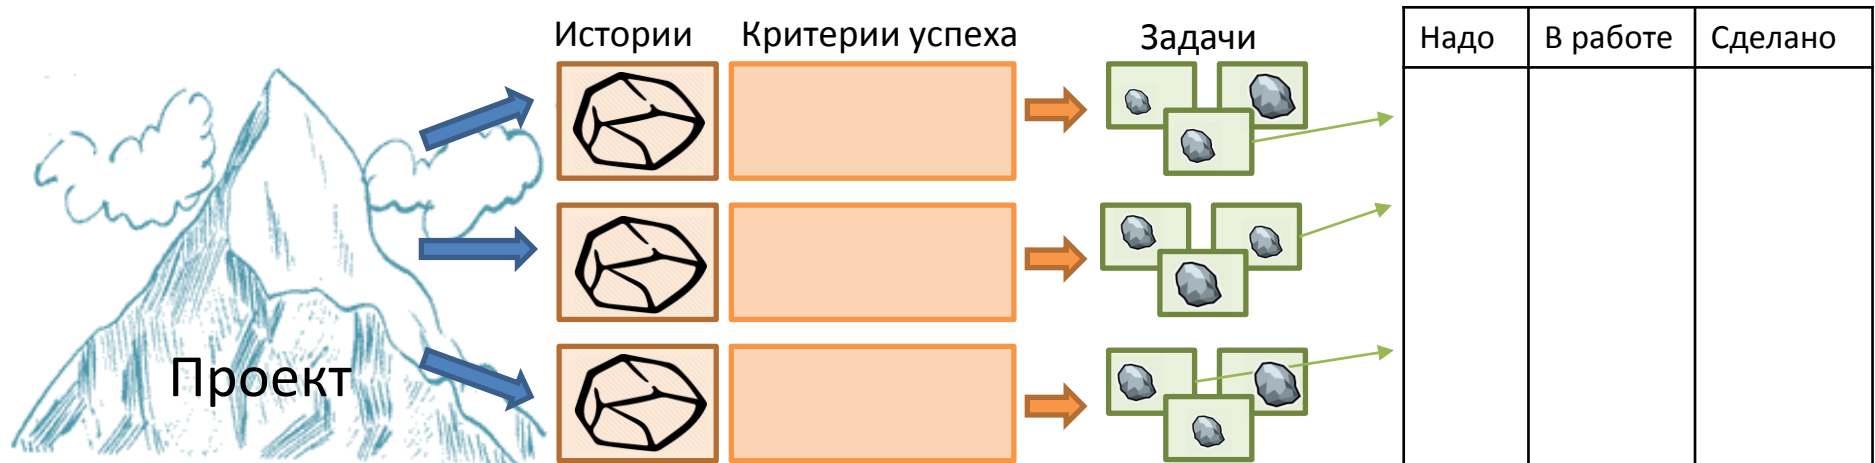 Истории
Критерии успеха
Задачи
Надо
В работе
Сделано
Проект